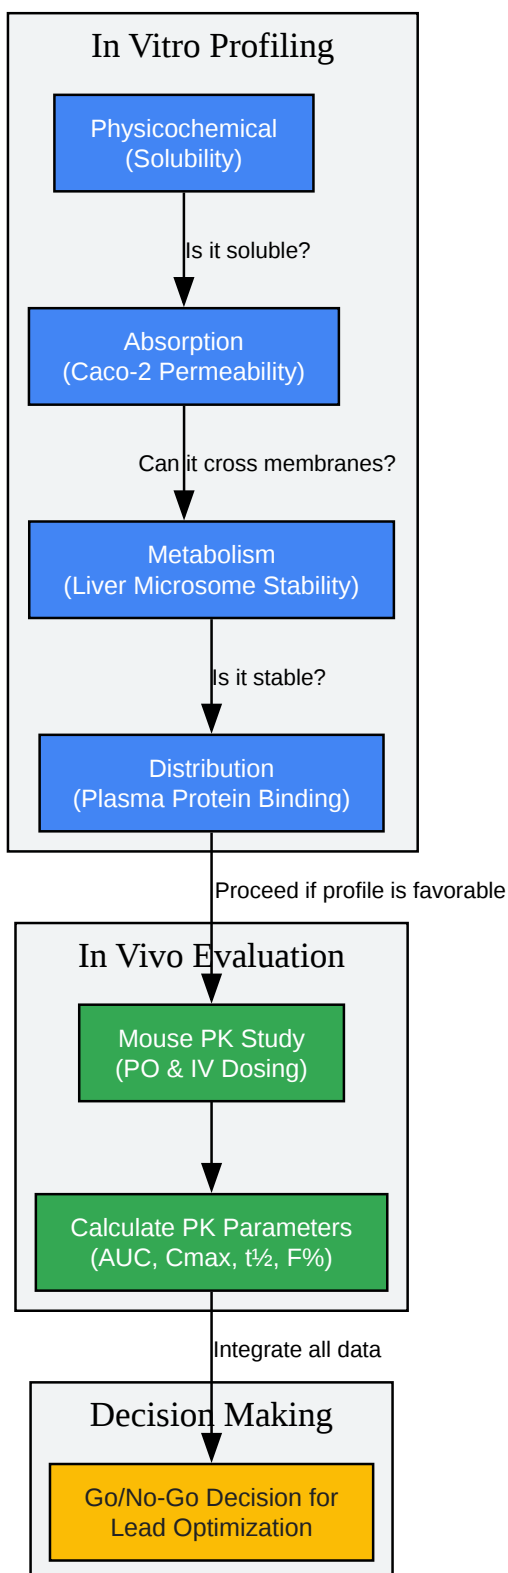 In Vitro Profiling
Physicochemical
(Solubility)
Is it soluble?
Absorption
(Caco-2 Permeability)
Can it cross membranes?
Metabolism
(Liver Microsome Stability)
Is it stable?
Distribution
(Plasma Protein Binding)
Proceed if profile is favorable
In Vivo Evaluation
Mouse PK Study
(PO & IV Dosing)
Calculate PK Parameters
(AUC, Cmax, t½, F%)
Integrate all data
Decision Making
Go/No-Go Decision for
Lead Optimization